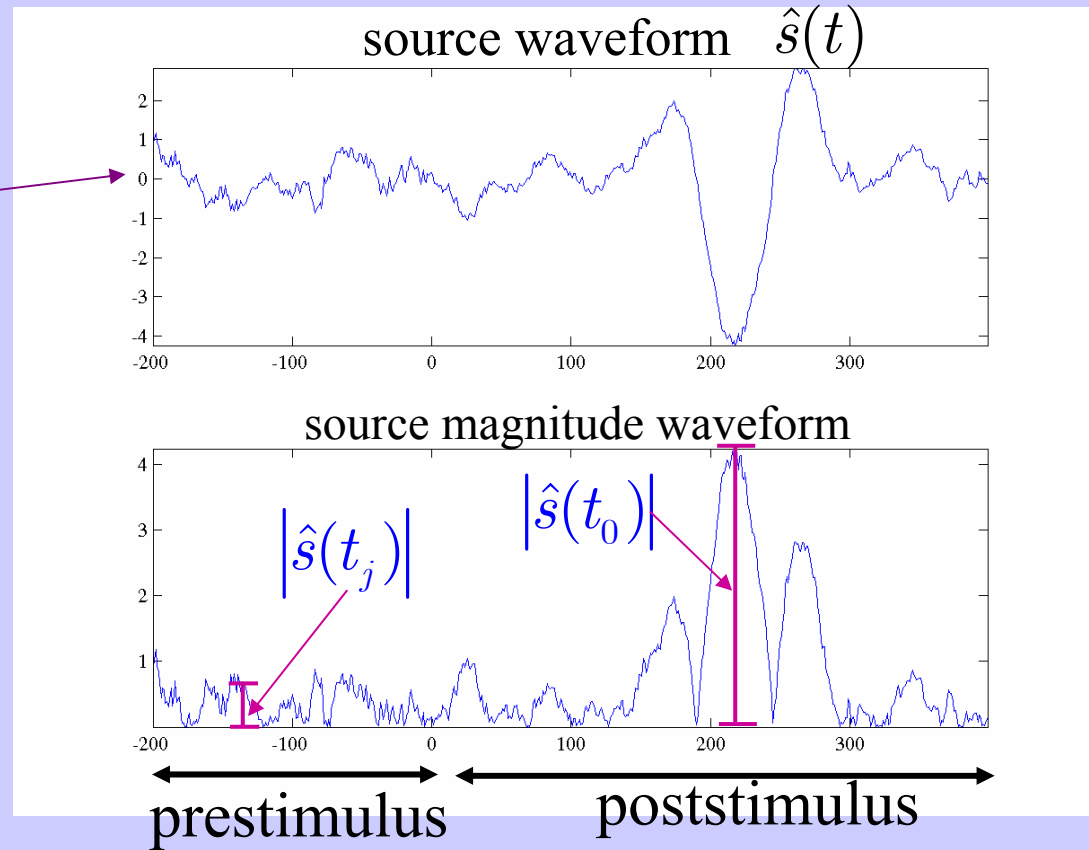 source waveform ŝ(t)
2
1
0
-1
-2
-3
-4
-200 -100 0 100 200 300
source magnitude waveform
4
3
2
1
|ŝ(t_j)|
|ŝ(t_0)|
-200 -100 0 100 200 300
prestimulus poststimulus